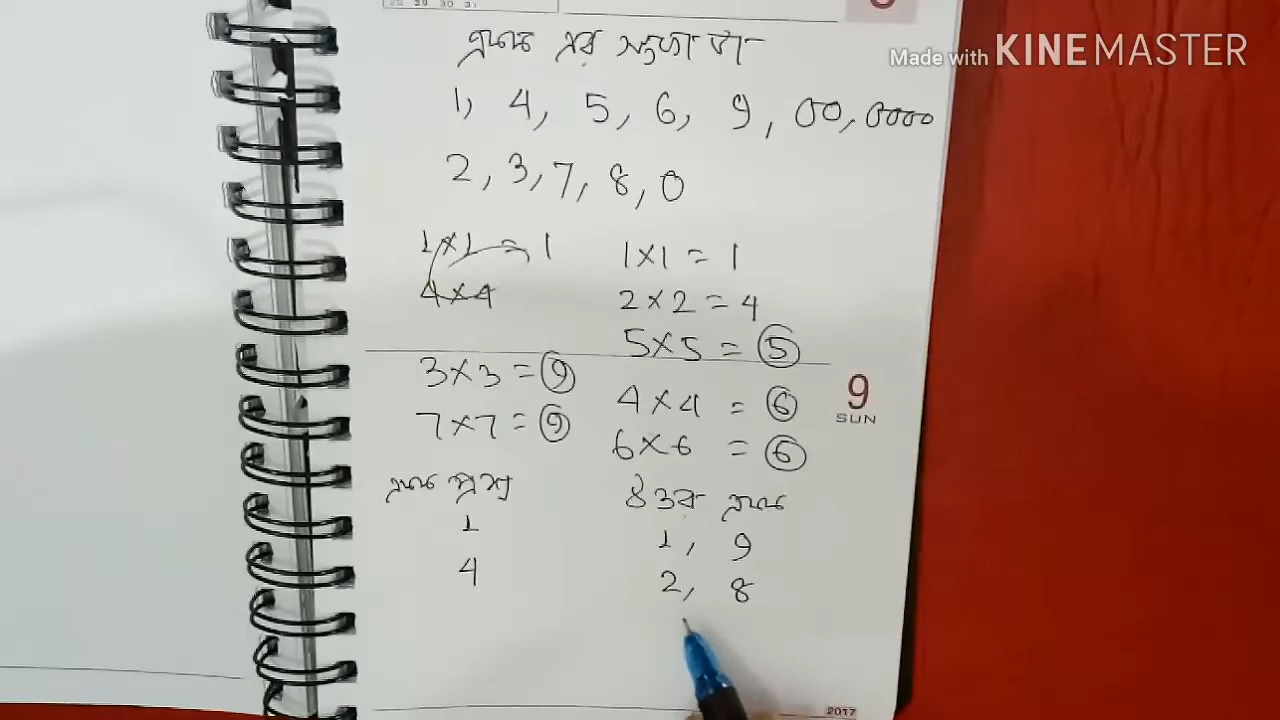 Made with KINEMASTER
1, 4, 5, 6, 9, 00, 0000
2, 3, 7, 8, 0
1×1 = 1 1×1 = 1
4×4 2×2 = 4
5×5 = 5
3×3 = 9 4×4 = 6
7×7 = 9 6×6 = 6
9
SUN
উত্তর
1 1, 9
4 2, 8
2017